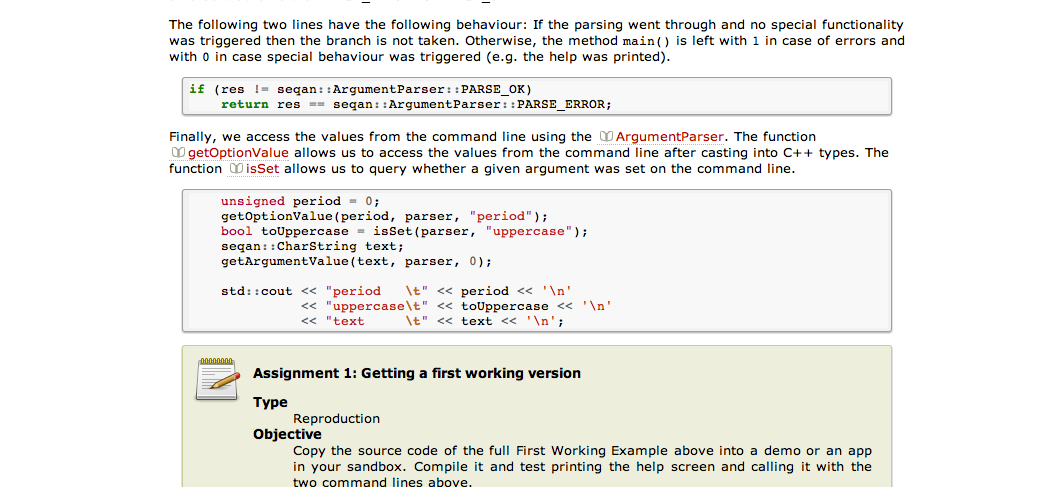 The following two lines have the following behaviour: If the parsing went through and no special functionality
was triggered then the branch is not taken. Otherwise, the method main() is left with 1 in case of errors and
with 0 in case special behaviour was triggered (e.g. the help was printed).
if (res != seqan::ArgumentParser::PARSE_OK)
    return res == seqan::ArgumentParser::PARSE_ERROR;
Finally, we access the values from the command line using the ArgumentParser. The function
getOptionValue allows us to access the values from the command line after casting into C++ types. The
function isSet allows us to query whether a given argument was set on the command line.
    unsigned period = 0;
    getOptionValue(period, parser, "period");
    bool toUppercase = isSet(parser, "uppercase");
    seqan::CharString text;
    getArgumentValue(text, parser, 0);
    std::cout << "period   \t" << period << '\n'
              << "uppercase\t" << toUppercase << '\n'
              << "text     \t" << text << '\n';
Assignment 1: Getting a first working version
Type
Reproduction
Objective
Copy the source code of the full First Working Example above into a demo or an app
in your sandbox. Compile it and test printing the help screen and calling it with the
two command lines above.